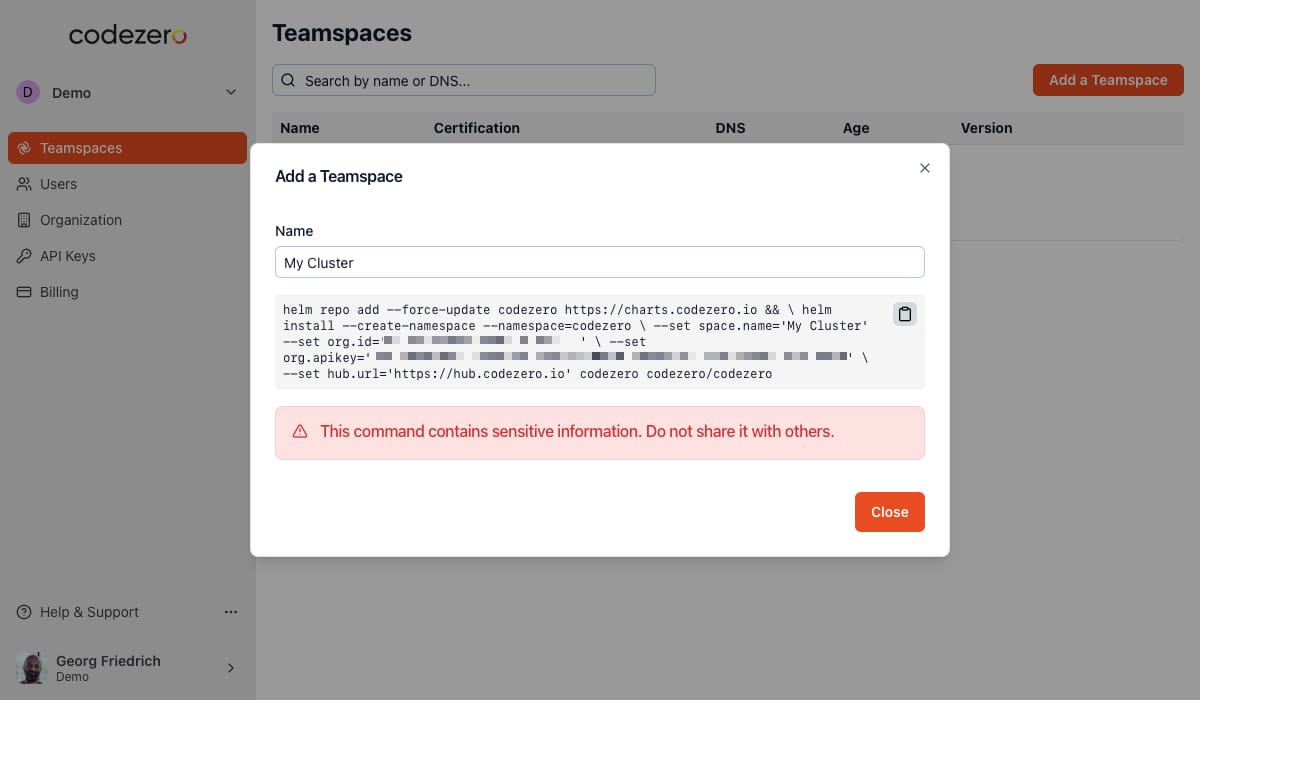 codezero
D
Demo
Teamspaces
Users
Organization
API Keys
Billing
Help & Support
Georg Friedrich
Demo
Teamspaces
Search by name or DNS...
Add a Teamspace
Name Certification DNS Age Version
Add a Teamspace
Name
My Cluster
helm repo add --force-update codezero https://charts.codezero.io && \ helm
install --create-namespace --namespace=codezero \ --set space.name='My Cluster'
--set org.id=' ' \ --set
org.apikey=' ' \
--set hub.url='https://hub.codezero.io' codezero codezero/codezero
This command contains sensitive information. Do not share it with others.
Close